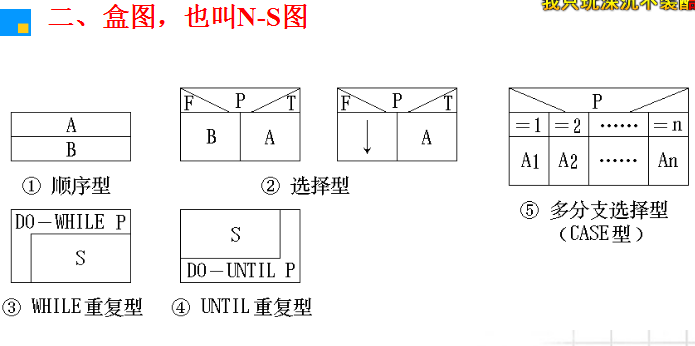 二、盒图，也叫N-S图
A
B
① 顺序型
F P T
B A
F P T
↓ A
② 选择型
P
=1 =2 …… =n
A1 A2 …… An
⑤ 多分支选择型
（CASE型）
DO-WHILE P
S
③ WHILE重复型
S
DO-UNTIL P
④ UNTIL重复型